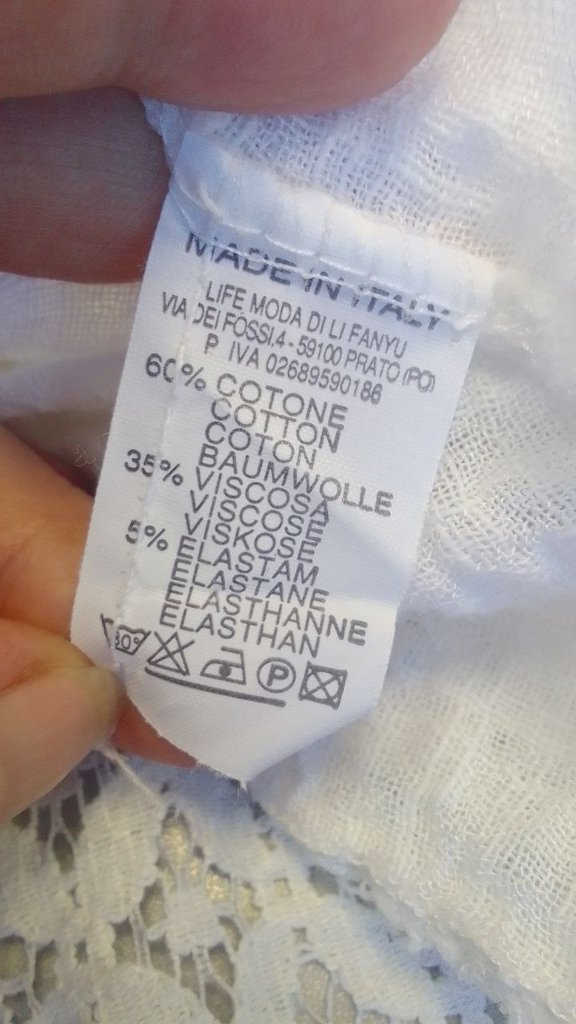 MADE IN ITALY
LIFE MODA DI LI FANYU
VIA DEI FOSSI,4 - 59100 PRATO (PO)
P. IVA 02689590186
60% COTONE
COTTON
COTON
BAUMWOLLE
35% VISCOSA
VISCOSE
VISKOSE
5% ELASTAM
ELASTANE
ELASTHANNE
ELASTHAN
30° P